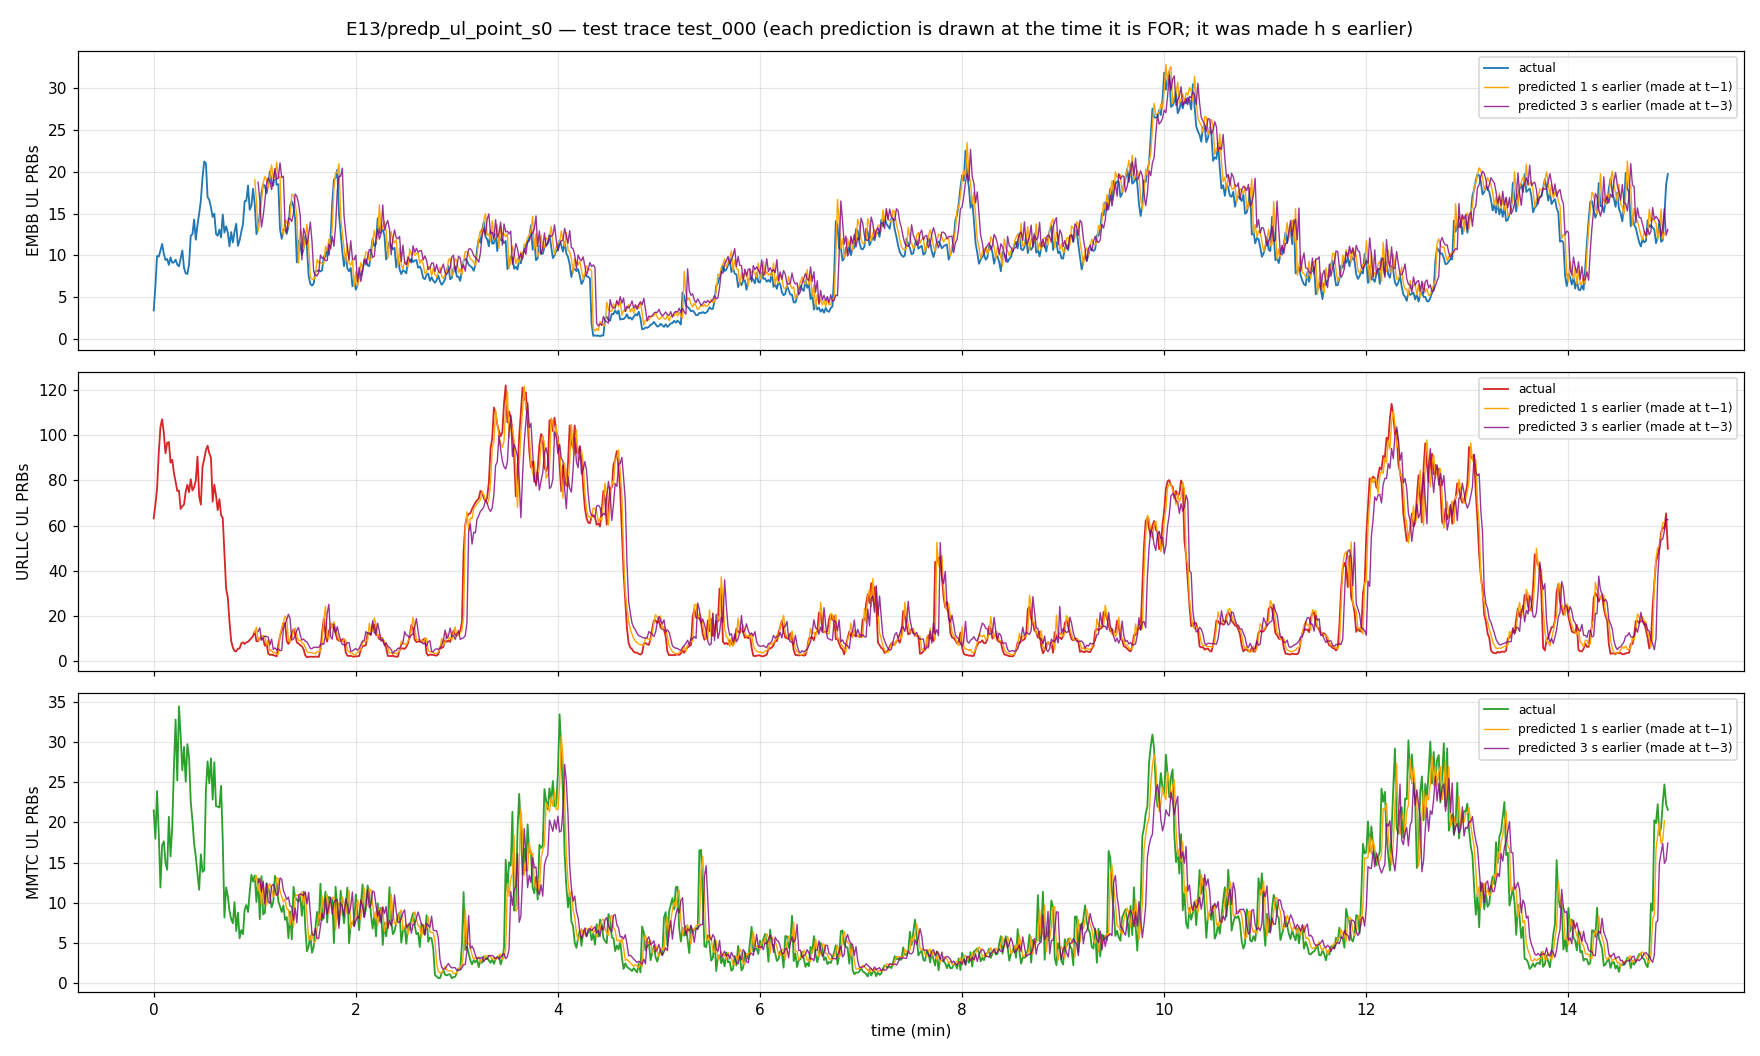 E13/predp_ul_point_s0 — test trace test_000 (each prediction is drawn at the time it is FOR; it was made h s earlier)
EMBB UL PRBs
30
25
20
15
10
5
0
actual
predicted 1 s earlier (made at t−1)
predicted 3 s earlier (made at t−3)
URLLC UL PRBs
120
100
80
60
40
20
0
actual
predicted 1 s earlier (made at t−1)
predicted 3 s earlier (made at t−3)
MMTC UL PRBs
35
30
25
20
15
10
5
0
actual
predicted 1 s earlier (made at t−1)
predicted 3 s earlier (made at t−3)
0 2 4 6 8 10 12 14
time (min)